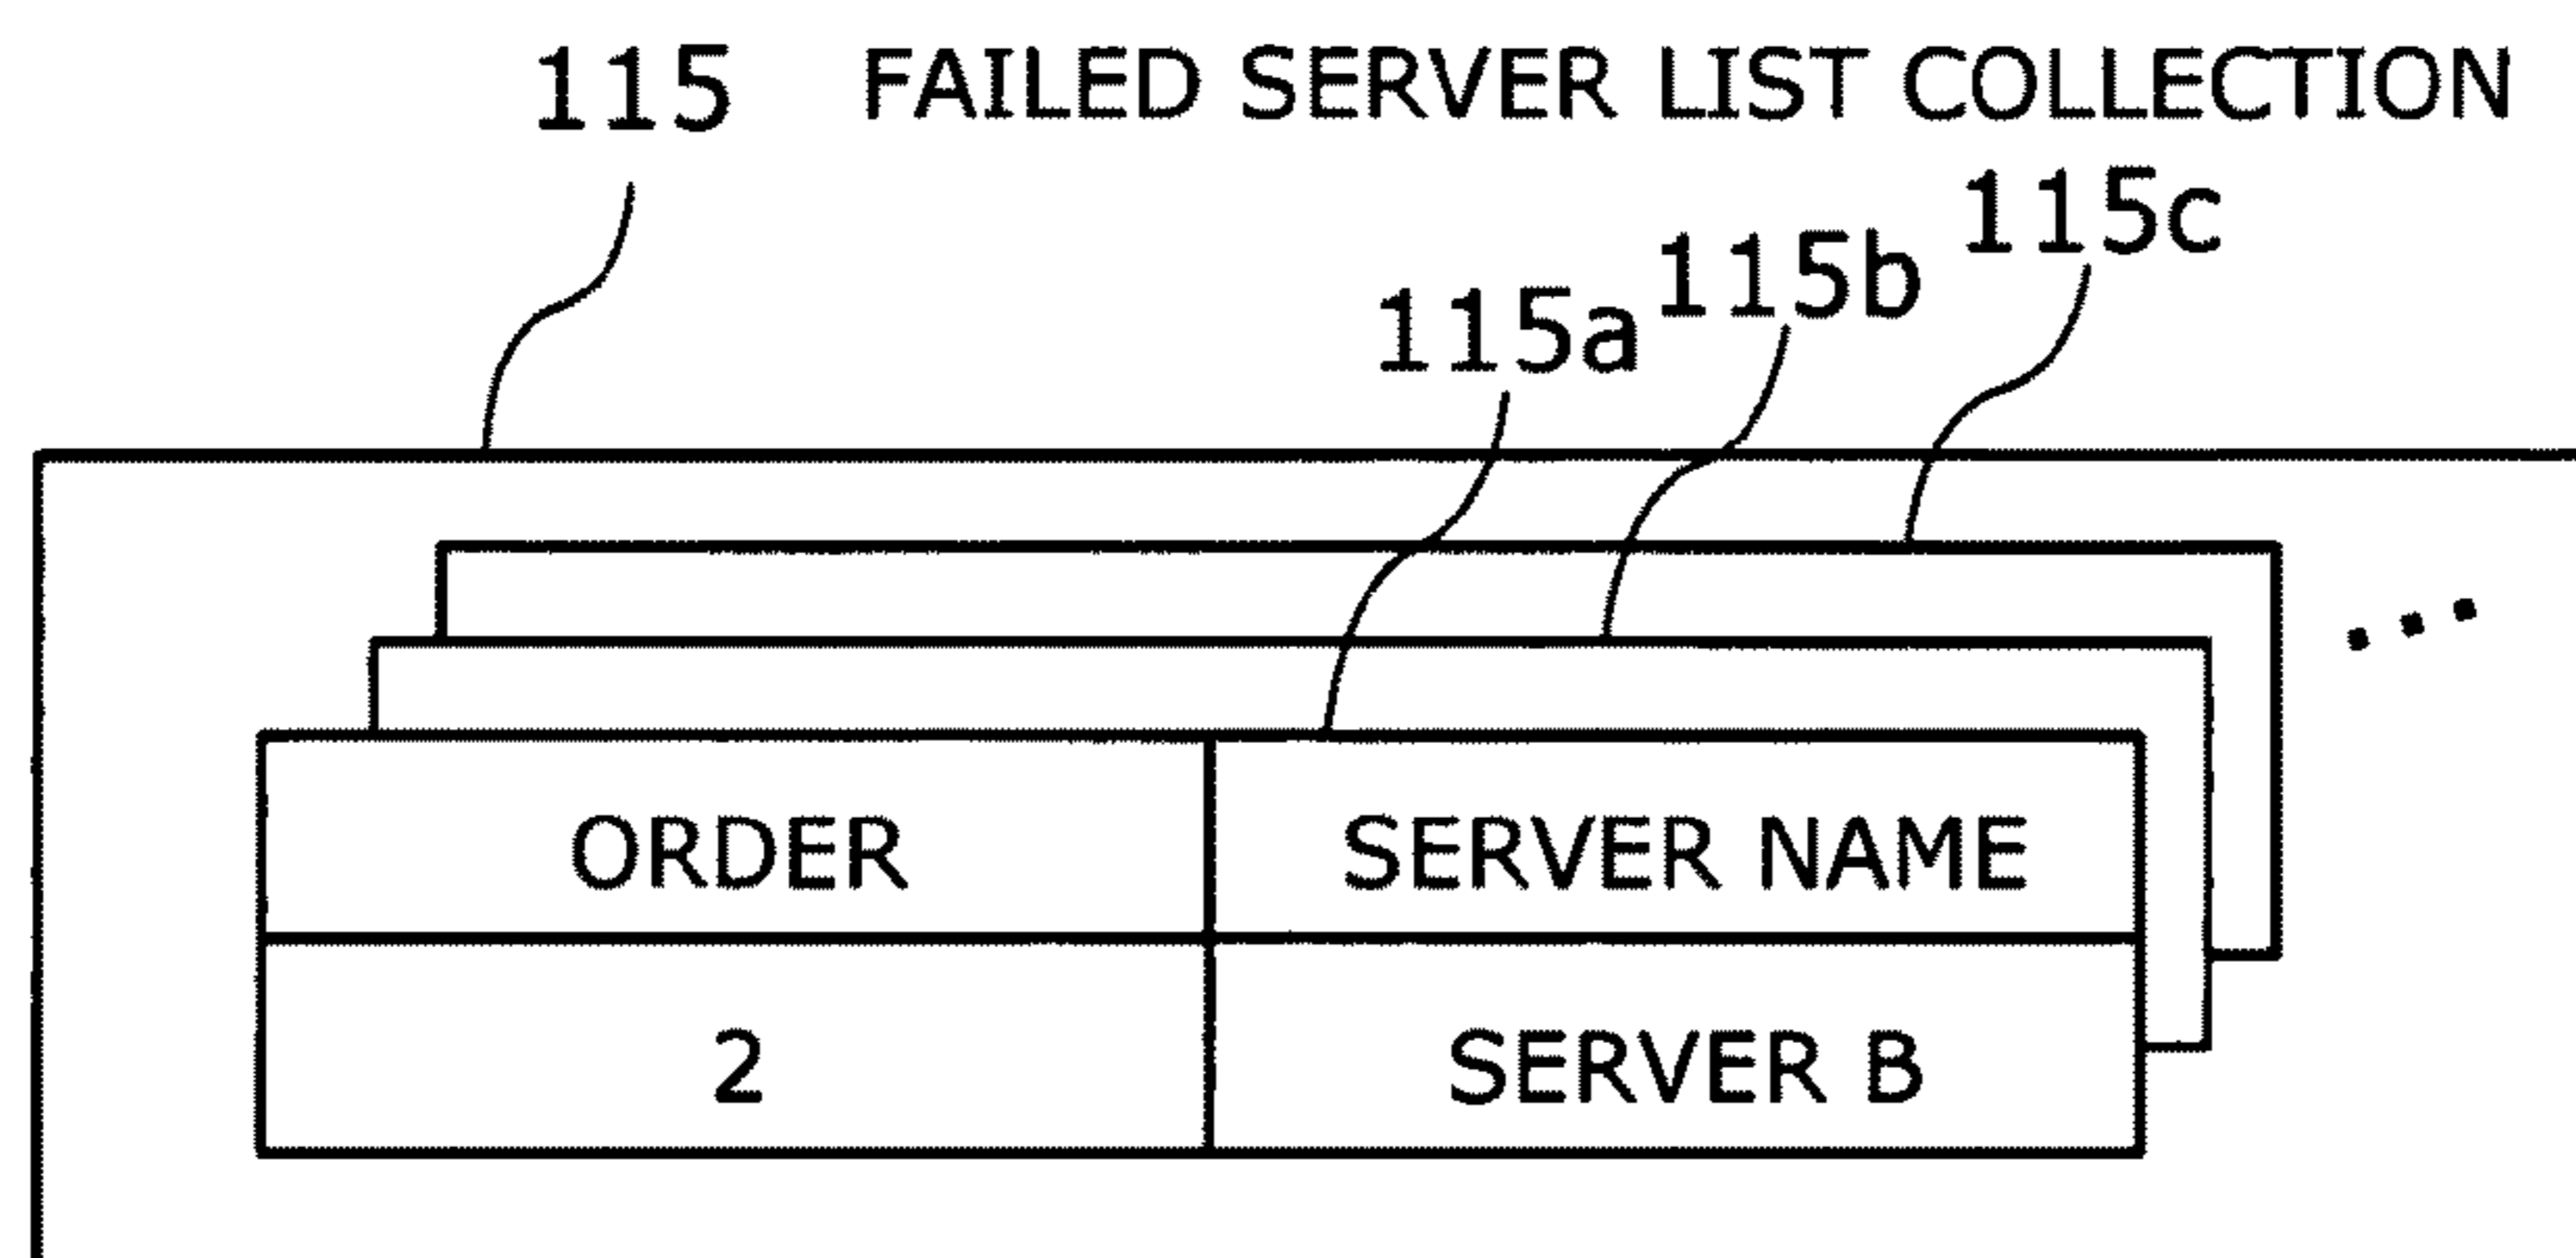 115 FAILED SERVER LIST COLLECTION
115c
115b
115a
ORDER SERVER NAME
2 SERVER B